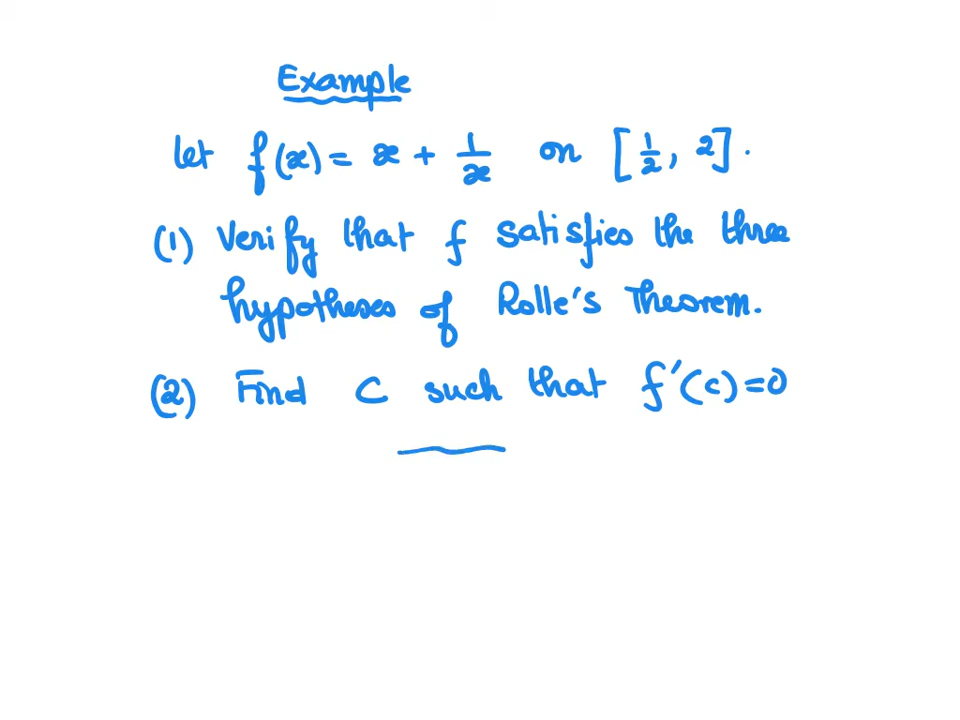 Example
Let f(x) = x + 1/x on [1/2, 2].
(1) Verify that f satisfies the three
hypotheses of Rolle's Theorem.
(2) Find C such that f'(c)=0